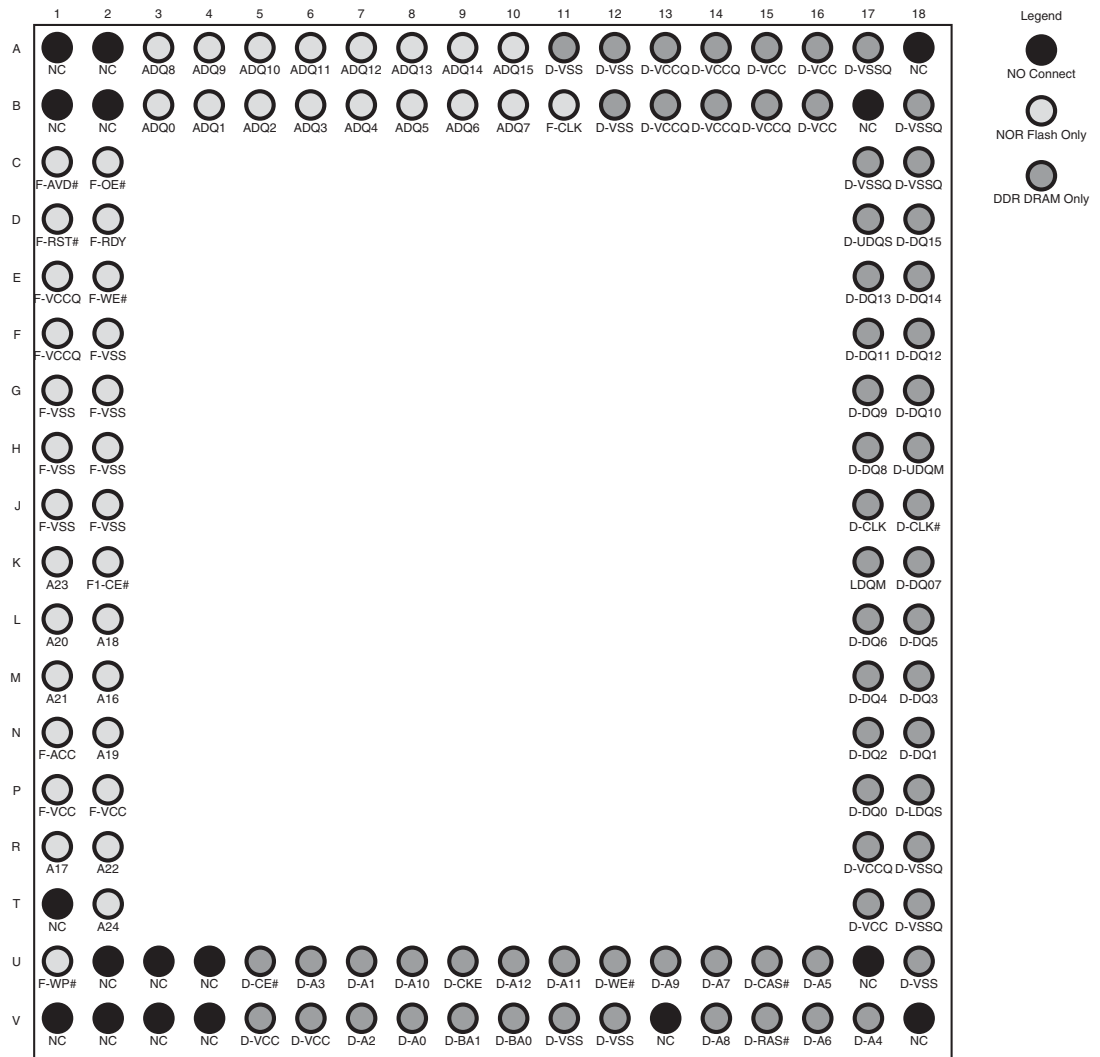 1 2 3 4 5 6 7 8 9 10 11 12 13 14 15 16 17 18
Legend
A
NC NC ADQ8 ADQ9 ADQ10 ADQ11 ADQ12 ADQ13 ADQ14 ADQ15 D-VSS D-VSS D-VCCQ D-VCCQ D-VCC D-VCC D-VSSQ NC
NO Connect
B
NC NC ADQ0 ADQ1 ADQ2 ADQ3 ADQ4 ADQ5 ADQ6 ADQ7 F-CLK D-VSS D-VCCQ D-VCCQ D-VCCQ D-VCC NC D-VSSQ
NOR Flash Only
C
F-AVD# F-OE# D-VSSQ D-VSSQ
DDR DRAM Only
D
F-RST# F-RDY D-UDQS D-DQ15
E
F-VCCQ F-WE# D-DQ13 D-DQ14
F
F-VCCQ F-VSS D-DQ11 D-DQ12
G
F-VSS F-VSS D-DQ9 D-DQ10
H
F-VSS F-VSS D-DQ8 D-UDQM
J
F-VSS F-VSS D-CLK D-CLK#
K
A23 F1-CE# LDQM D-DQ07
L
A20 A18 D-DQ6 D-DQ5
M
A21 A16 D-DQ4 D-DQ3
N
F-ACC A19 D-DQ2 D-DQ1
P
F-VCC F-VCC D-DQ0 D-LDQS
R
A17 A22 D-VCCQ D-VSSQ
T
NC A24 D-VCC D-VSSQ
U
F-WP# NC NC NC D-CE# D-A3 D-A1 D-A10 D-CKE D-A12 D-A11 D-WE# D-A9 D-A7 D-CAS# D-A5 NC D-VSS
V
NC NC NC NC D-VCC D-VCC D-A2 D-A0 D-BA1 D-BA0 D-VSS D-VSS NC D-A8 D-RAS# D-A6 D-A4 NC